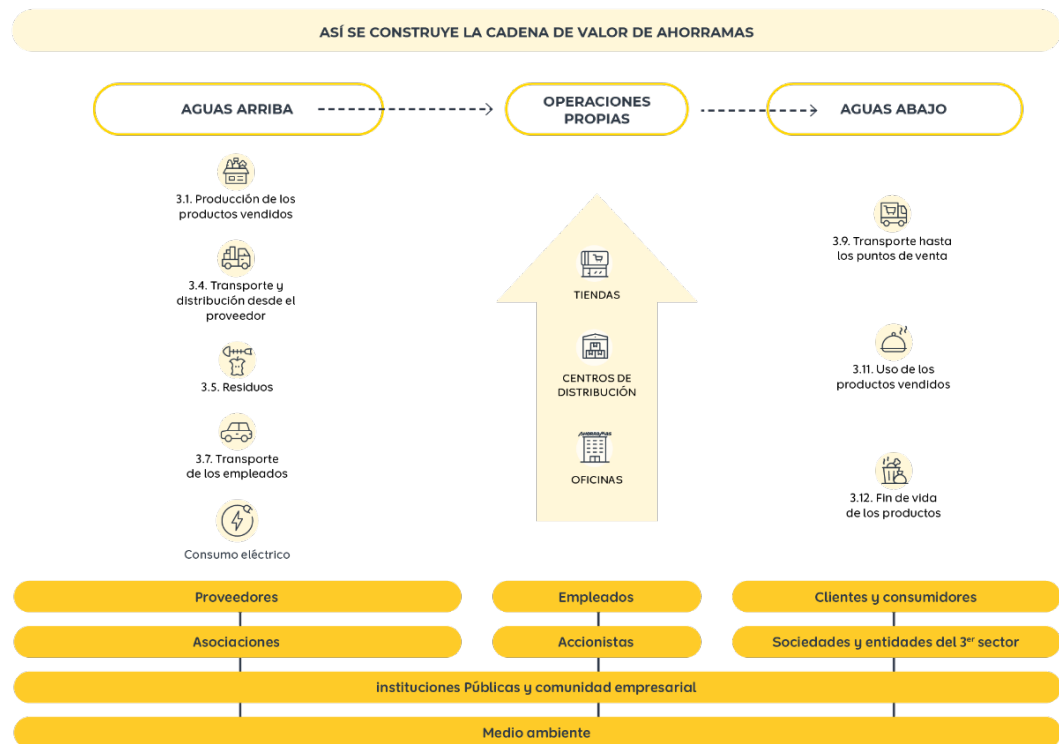 ASÍ SE CONSTRUYE LA CADENA DE VALOR DE AHORRAMAS
AGUAS ARRIBA
OPERACIONES
PROPIAS
AGUAS ABAJO
3.1. Producción de los
productos vendidos
3.4. Transporte y
distribución desde el
proveedor
3.5. Residuos
3.7. Transporte
de los empleados
Consumo eléctrico
TIENDAS
CENTROS DE
DISTRIBUCIÓN
OFICINAS
3.9. Transporte hasta
los puntos de venta
3.11. Uso de los
productos vendidos
3.12. Fin de vida
de los productos
Proveedores
Empleados
Clientes y consumidores
Asociaciones
Accionistas
Sociedades y entidades del 3er sector
instituciones Públicas y comunidad empresarial
Medio ambiente